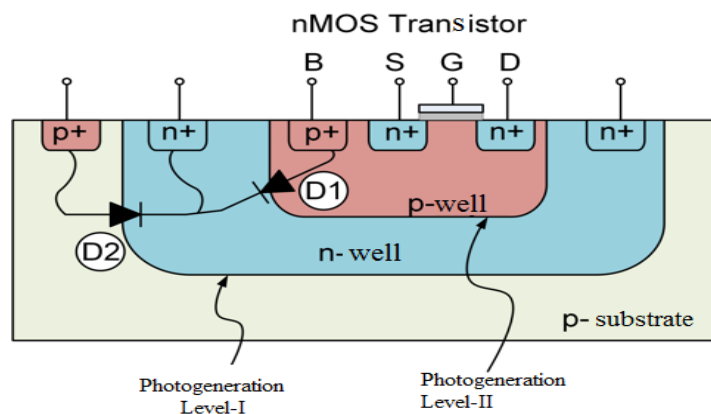 nMOS Transistor
B S G D
p+ n+ p+ n+ n+ n+
D1
p-well
D2
n- well
p- substrate
Photogeneration
Level-I
Photogeneration
Level-II